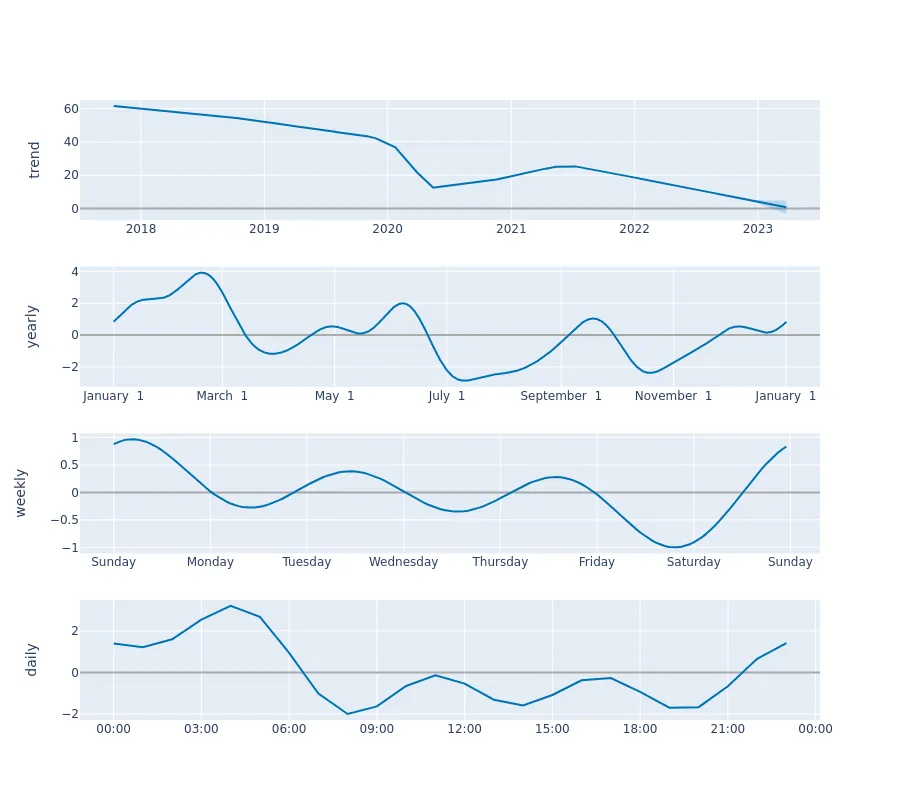 trend
60
40
20
0
2018 2019 2020 2021 2022 2023
yearly
4
2
0
−2
January 1 March 1 May 1 July 1 September 1 November 1 January 1
weekly
1
0.5
0
−0.5
−1
Sunday Monday Tuesday Wednesday Thursday Friday Saturday Sunday
daily
2
0
−2
00:00 03:00 06:00 09:00 12:00 15:00 18:00 21:00 00:00